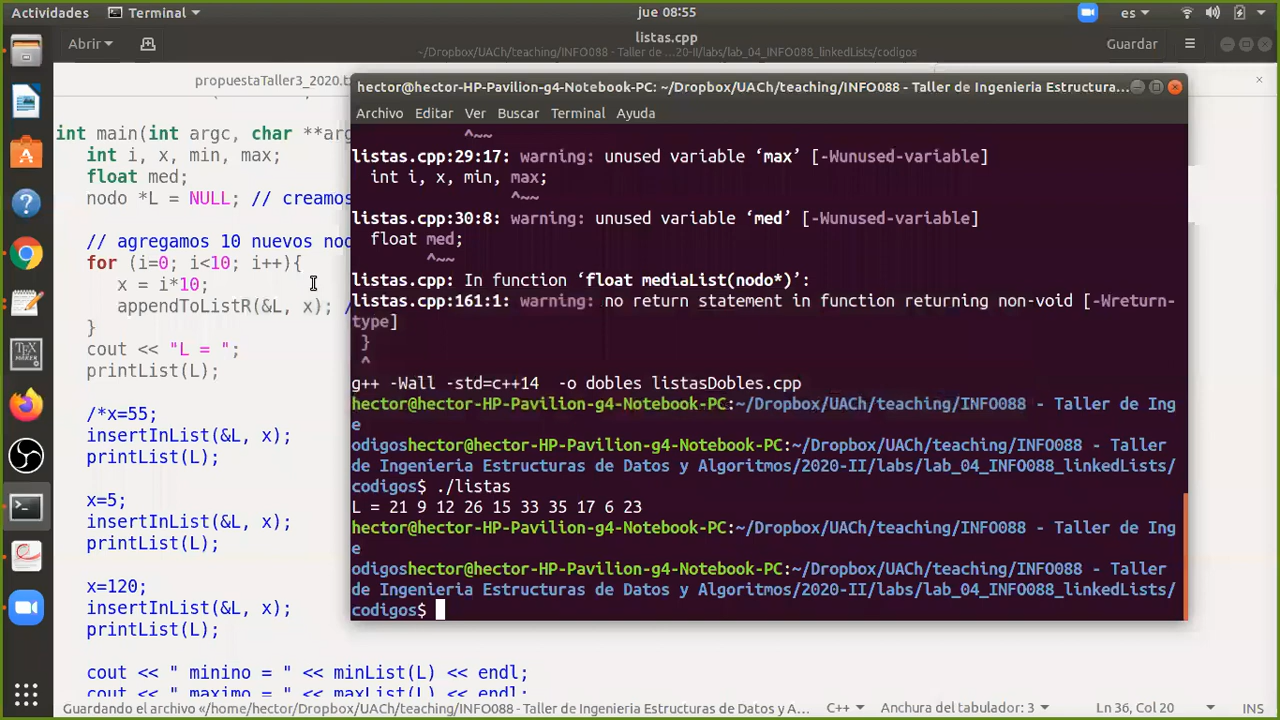 Actividades
Terminal
jue 08:55
es
Abrir
listas.cpp
~/Dropbox/UACh/teaching/INFO088 - Taller de ...20-II/labs/lab_04_INFO088_linkedLists/codigos
Guardar
propuestaTaller3_2020.t
int main(int argc, char **arg
int i, x, min, max;
float med;
nodo *L = NULL; // creamos
// agregamos 10 nuevos nod
for (i=0; i<10; i++){
x = i*10;
appendToListR(&L, x); /
}
cout << "L = ";
printList(L);
/*x=55;
insertInList(&L, x);
printList(L);
x=5;
insertInList(&L, x);
printList(L);
x=120;
insertInList(&L, x);
printList(L);
cout << " minino = " << minList(L) << endl;
cout << " maximo = " << maxList(L) << endl;
hector@hector-HP-Pavilion-g4-Notebook-PC: ~/Dropbox/UACh/teaching/INFO088 - Taller de Ingenieria Estructura...
Archivo Editar Ver Buscar Terminal Ayuda
^~~
listas.cpp:29:17: warning: unused variable ‘max’ [-Wunused-variable]
int i, x, min, max;
^~~
listas.cpp:30:8: warning: unused variable ‘med’ [-Wunused-variable]
float med;
^~~
listas.cpp: In function ‘float mediaList(nodo*)’:
listas.cpp:161:1: warning: no return statement in function returning non-void [-Wreturn-
type]
}
^
g++ -Wall -std=c++14  -o dobles listasDobles.cpp
hector@hector-HP-Pavilion-g4-Notebook-PC:~/Dropbox/UACh/teaching/INFO088 - Taller de Inge
e
odigoshector@hector-HP-Pavilion-g4-Notebook-PC:~/Dropbox/UACh/teaching/INFO088 - Taller
de Ingenieria Estructuras de Datos y Algoritmos/2020-II/labs/lab_04_INFO088_linkedLists/
codigos$ ./listas
L = 21 9 12 26 15 33 35 17 6 23
hector@hector-HP-Pavilion-g4-Notebook-PC:~/Dropbox/UACh/teaching/INFO088 - Taller de Inge
e
odigoshector@hector-HP-Pavilion-g4-Notebook-PC:~/Dropbox/UACh/teaching/INFO088 - Taller
de Ingenieria Estructuras de Datos y Algoritmos/2020-II/labs/lab_04_INFO088_linkedLists/
codigos$
Guardando el archivo «/home/hector/Dropbox/UACh/teaching/INFO088 - Taller de Ingenieria Estructuras de Datos y A...
C++
Anchura del tabulador: 3
Ln 36, Col 20
INS